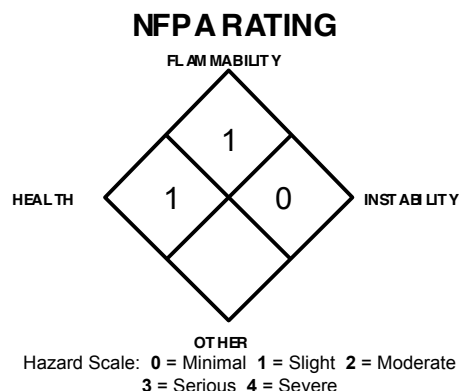 NFPA RATING
FLAMMABILITY
1
HEALTH 1 0 INSTABILITY
OTHER
Hazard Scale: 0 = Minimal 1 = Slight 2 = Moderate
3 = Serious 4 = Severe